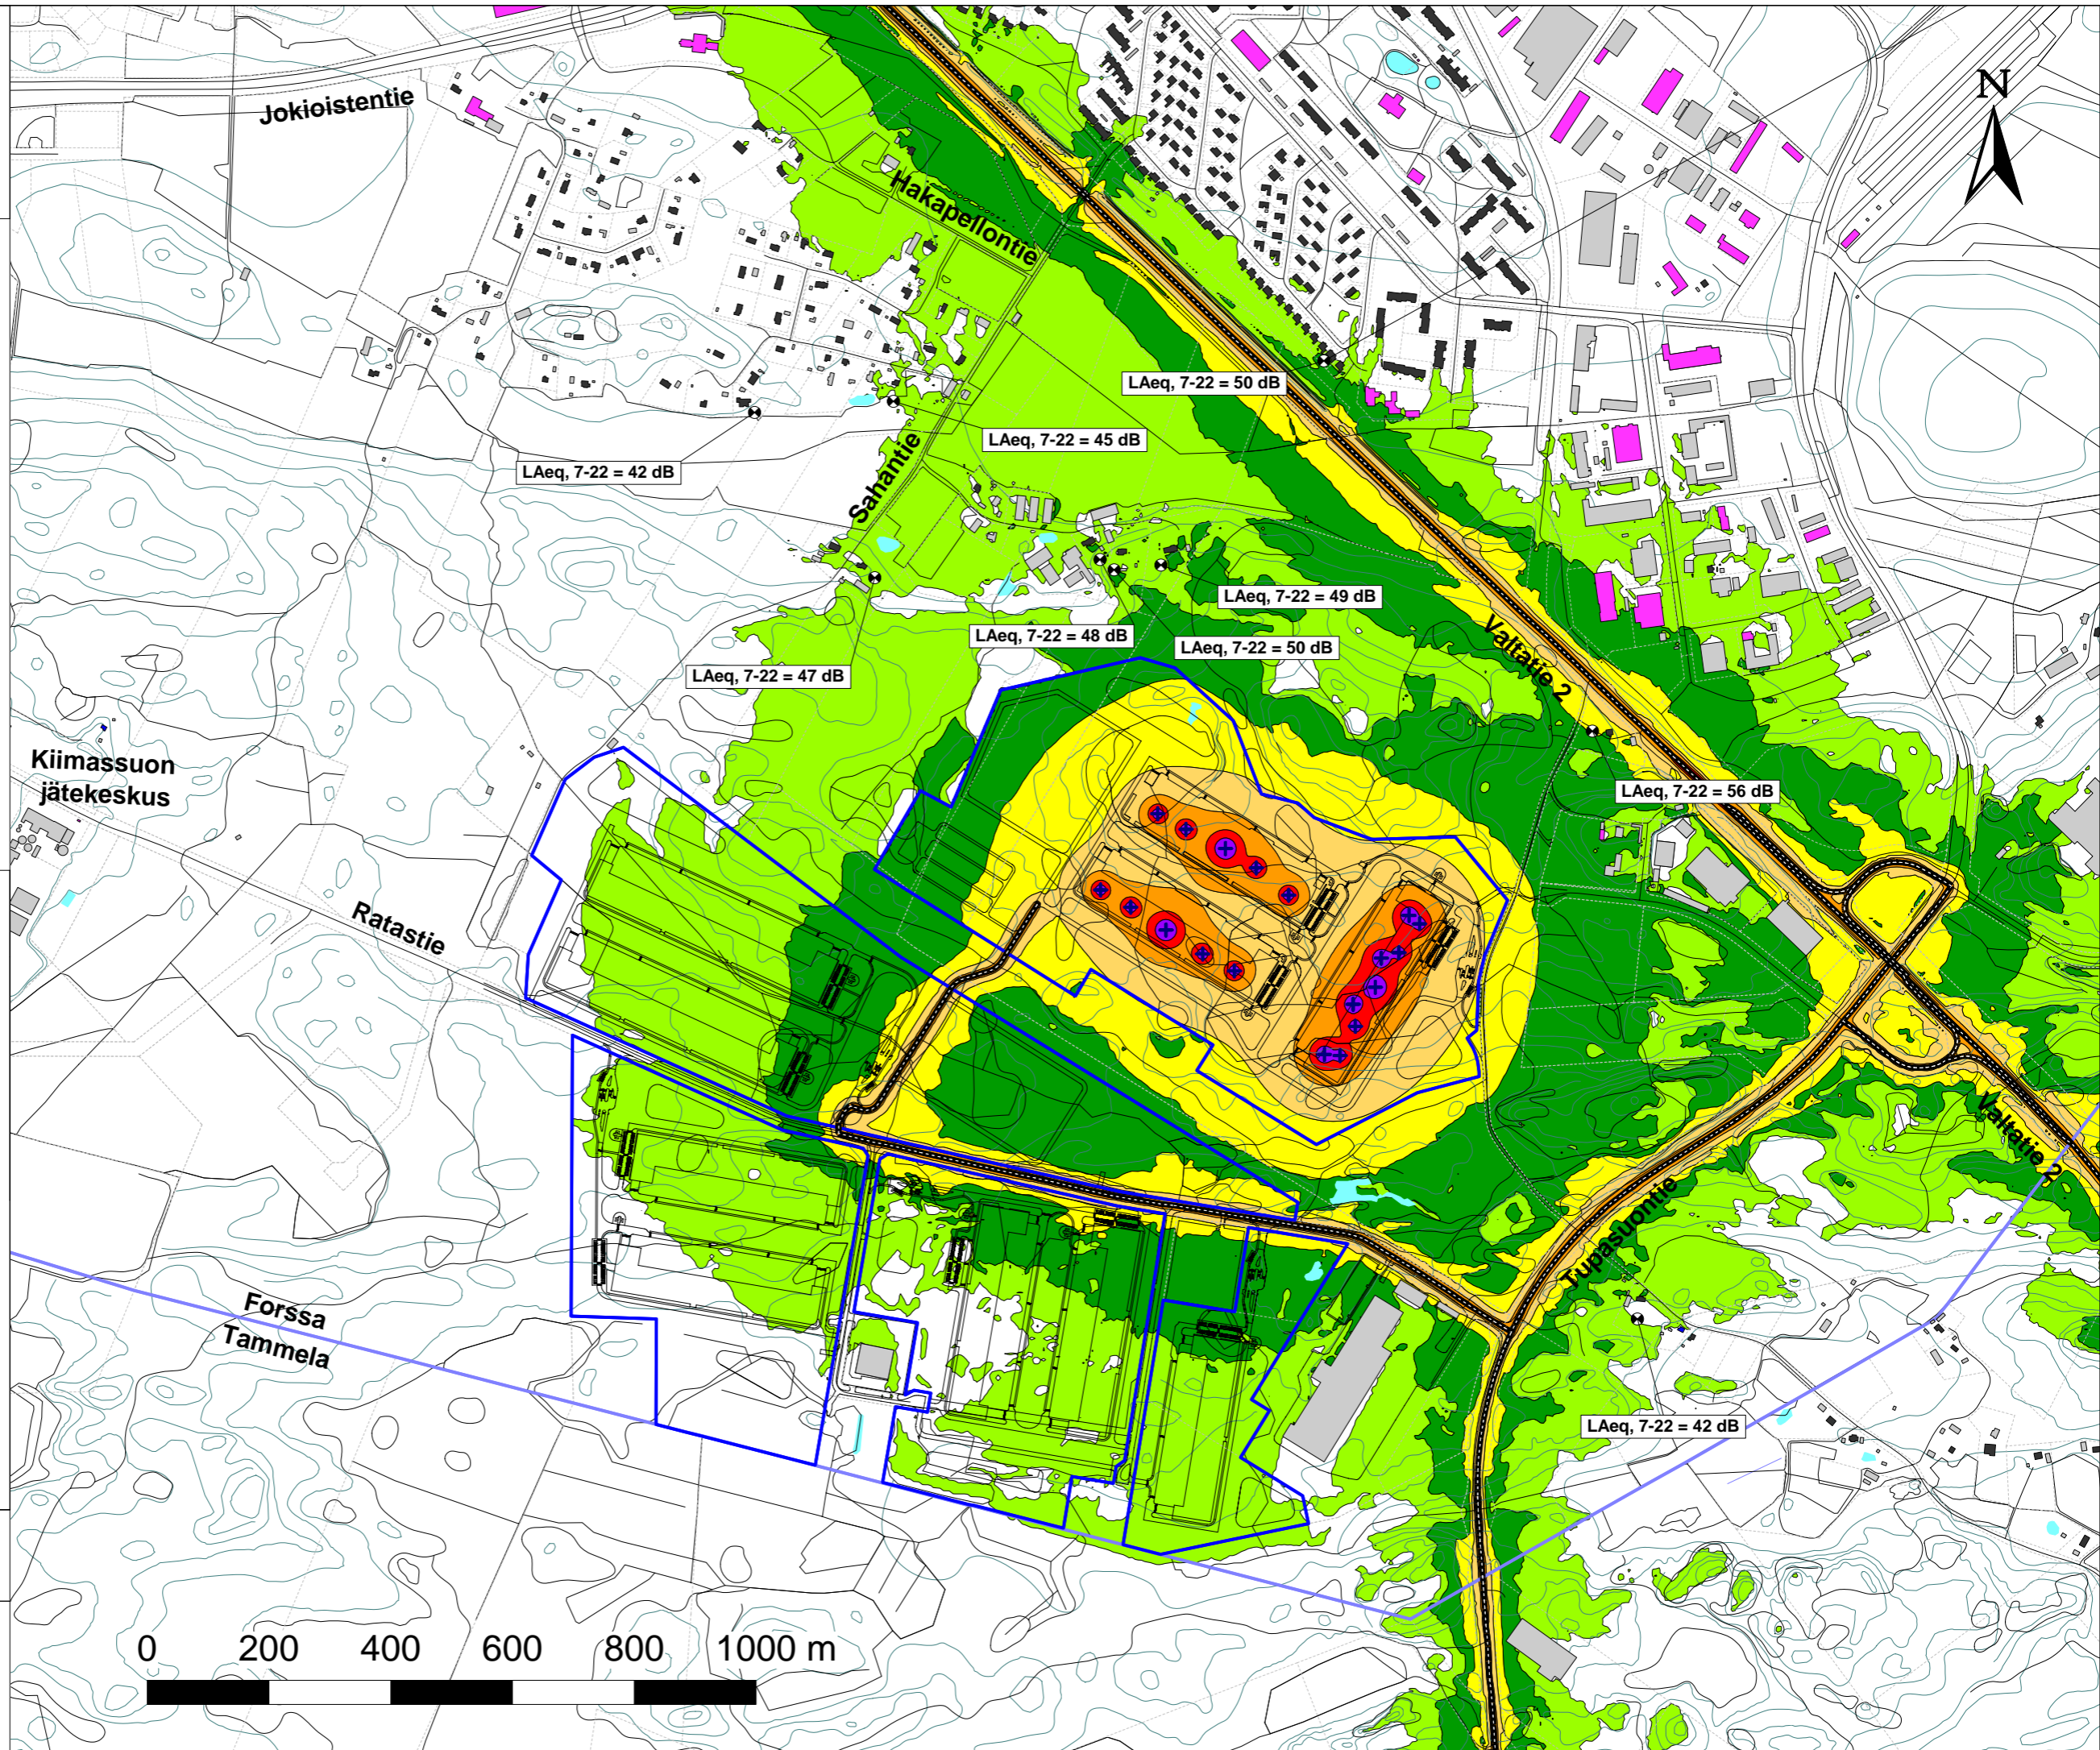 N
Jokioistentie
Hakapellontie
LAeq, 7-22 = 50 dB
LAeq, 7-22 = 45 dB
LAeq, 7-22 = 42 dB
Sahantie
LAeq, 7-22 = 49 dB
LAeq, 7-22 = 48 dB
LAeq, 7-22 = 50 dB
LAeq, 7-22 = 47 dB
Valtatie 2
Kiimassuon
jätekeskus
LAeq, 7-22 = 56 dB
Ratastie
Valtatie 2
Tupasuontie
Forssa
Tammela
LAeq, 7-22 = 42 dB
0 200 400 600 800 1000 m